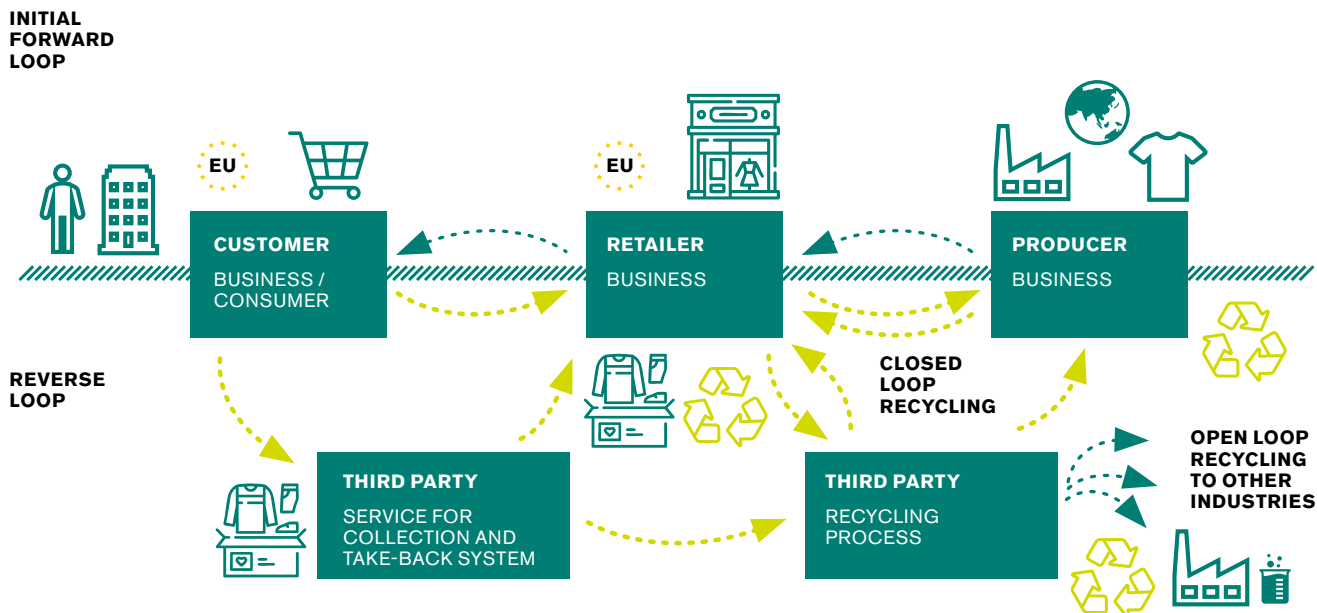 INITIAL
FORWARD
LOOP
EU
EU
CUSTOMER
BUSINESS /
CONSUMER
RETAILER
BUSINESS
PRODUCER
BUSINESS
REVERSE
LOOP
CLOSED
LOOP
RECYCLING
THIRD PARTY
SERVICE FOR
COLLECTION AND
TAKE-BACK SYSTEM
THIRD PARTY
RECYCLING
PROCESS
OPEN LOOP
RECYCLING
TO OTHER
INDUSTRIES